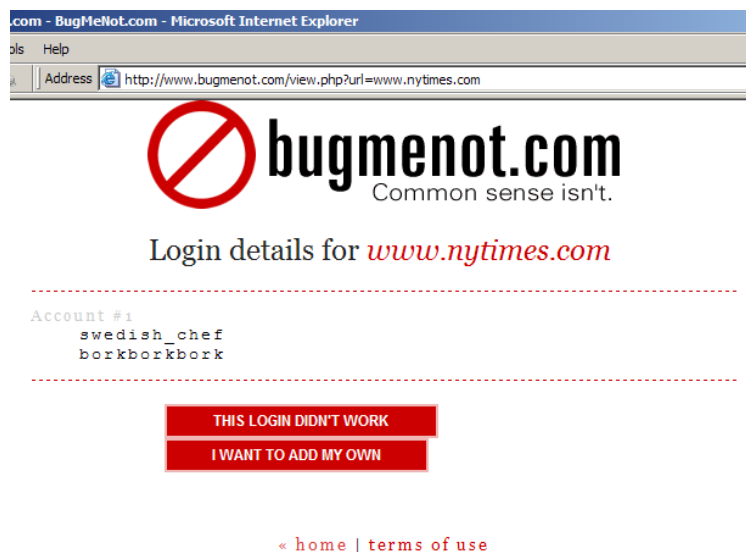 .com - BugMeNot.com - Microsoft Internet Explorer
ols Help
Address http://www.bugmenot.com/view.php?url=www.nytimes.com
bugmenot.com
Common sense isn't.
Login details for www.nytimes.com
Account #1
swedish_chef
borkborkbork
THIS LOGIN DIDN'T WORK
I WANT TO ADD MY OWN
« home | terms of use